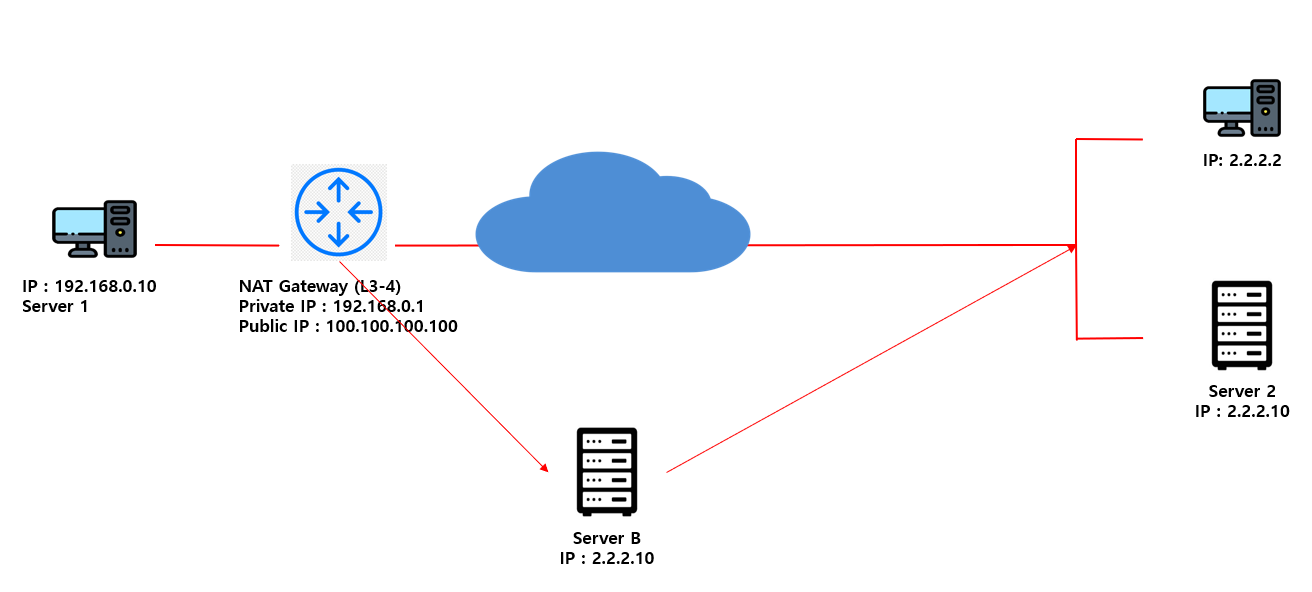 IP : 192.168.0.10
Server 1
NAT Gateway (L3-4)
Private IP : 192.168.0.1
Public IP : 100.100.100.100
IP: 2.2.2.2
Server 2
IP : 2.2.2.10
Server B
IP : 2.2.2.10